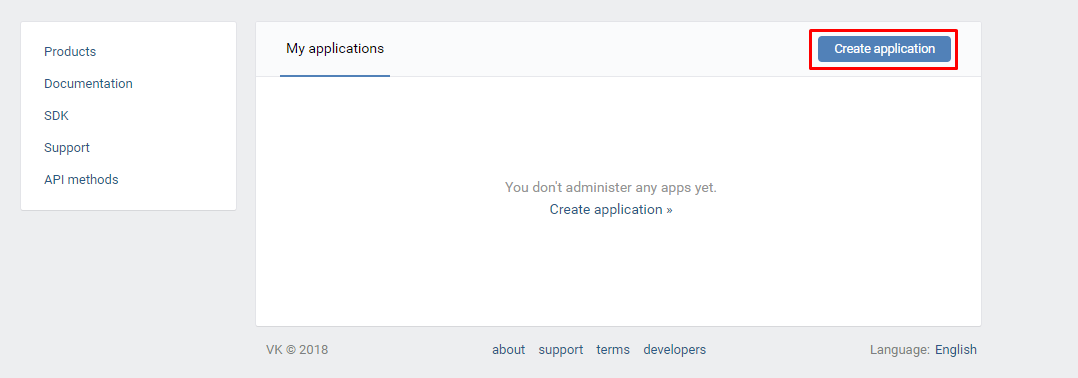 Products
Documentation
SDK
Support
API methods
My applications
Create application
You don't administer any apps yet.
Create application »
VK © 2018
about support terms developers
Language: English